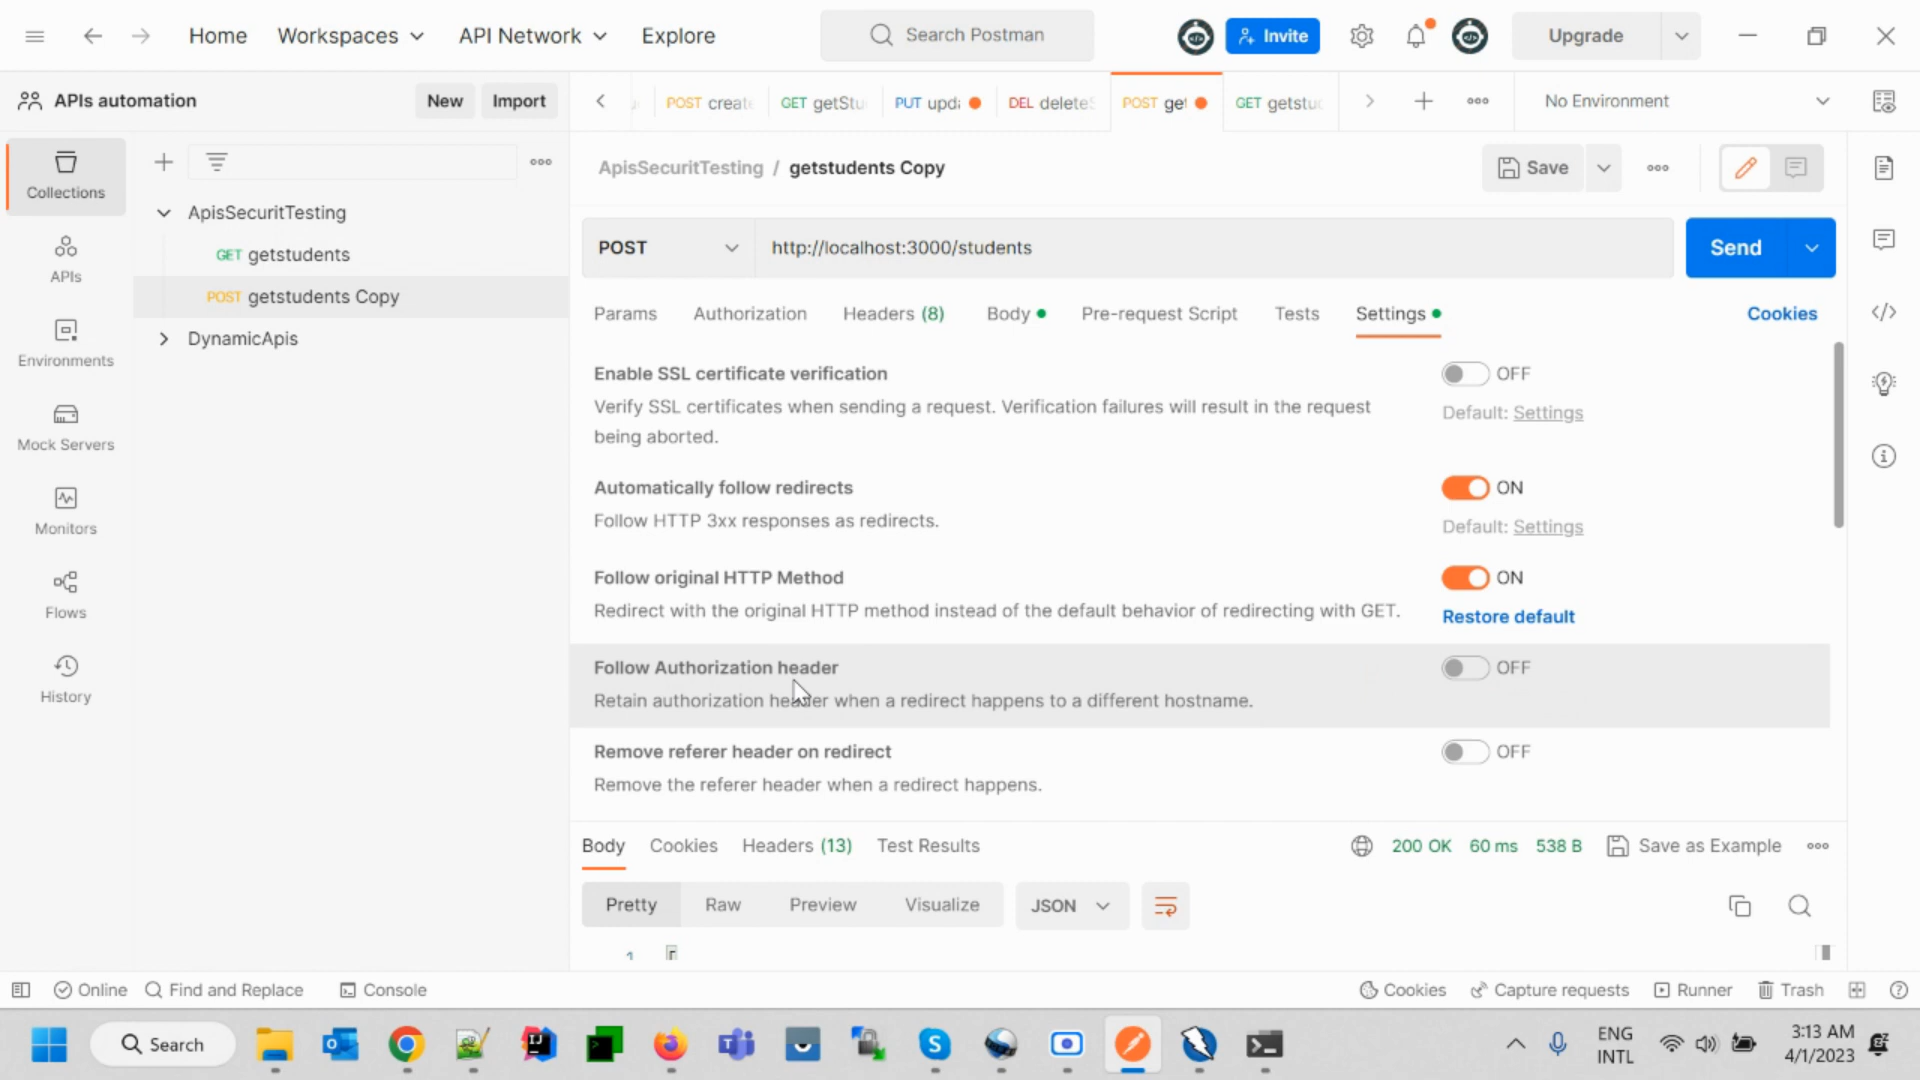 Home
Workspaces
API Network
Explore
Search Postman
Invite
Upgrade
APIs automation
New
Import
POST create
GET getStu
PUT upda
DEL deleteS
POST get
GET getstu
No Environment
Collections
APIs
Environments
Mock Servers
Monitors
Flows
History
ApisSecuritTesting
GET getstudents
POST getstudents Copy
DynamicApis
ApisSecuritTesting / getstudents Copy
Save
POST
http://localhost:3000/students
Send
Params
Authorization
Headers (8)
Body
Pre-request Script
Tests
Settings
Cookies
Enable SSL certificate verification
OFF
Verify SSL certificates when sending a request. Verification failures will result in the request
being aborted.
Default: Settings
Automatically follow redirects
ON
Follow HTTP 3xx responses as redirects.
Default: Settings
Follow original HTTP Method
ON
Redirect with the original HTTP method instead of the default behavior of redirecting with GET.
Restore default
Follow Authorization header
OFF
Retain authorization header when a redirect happens to a different hostname.
Remove referer header on redirect
OFF
Remove the referer header when a redirect happens.
Body
Cookies
Headers (13)
Test Results
200 OK
60 ms
538 B
Save as Example
Pretty
Raw
Preview
Visualize
JSON
1
Online
Find and Replace
Console
Cookies
Capture requests
Runner
Trash
Search
ENG
INTL
3:13 AM
4/1/2023